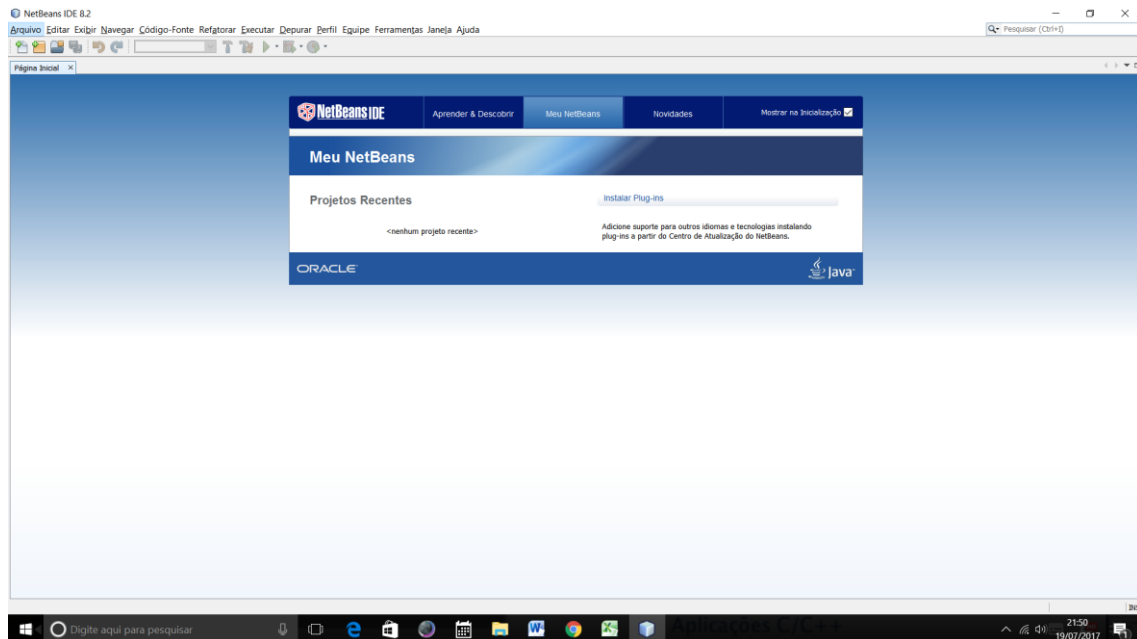 NetBeans IDE 8.2
Arquivo Editar Exibir Navegar Código-Fonte Refatorar Executar Depurar Perfil Equipe Ferramentas Janela Ajuda
Pesquisar (Ctrl+I)
Página Inicial
NetBeans IDE
Aprender & Descobrir
Meu NetBeans
Novidades
Mostrar na Inicialização
Meu NetBeans
Projetos Recentes
<nenhum projeto recente>
Instalar Plug-ins
Adicione suporte para outros idiomas e tecnologias instalando
plug-ins a partir do Centro de Atualização do NetBeans.
ORACLE
Java
Digite aqui para pesquisar
Aplicações C/C++
21:50
19/07/2017